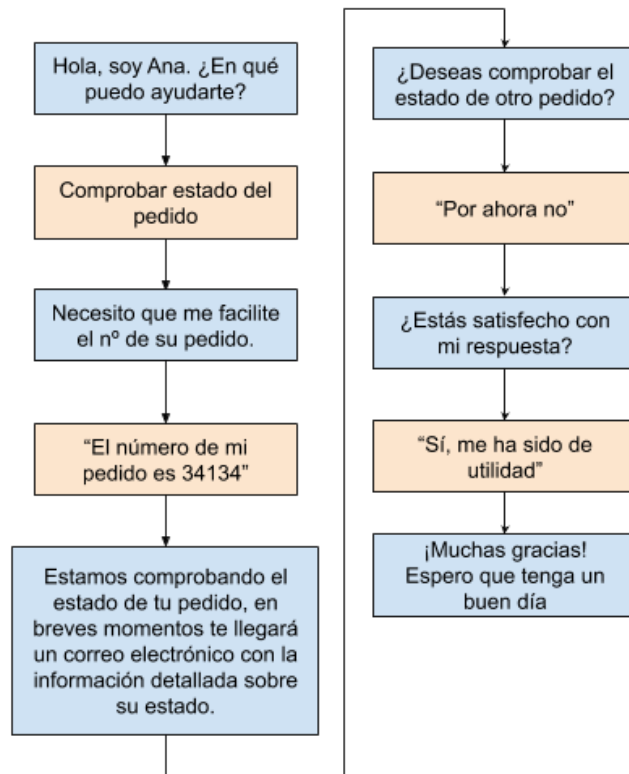 Hola, soy Ana. ¿En qué
puedo ayudarte?
Comprobar estado del
pedido
Necesito que me facilite
el nº de su pedido.
“El número de mi
pedido es 34134”
Estamos comprobando el
estado de tu pedido, en
breves momentos te llegará
un correo electrónico con la
información detallada sobre
su estado.
¿Deseas comprobar el
estado de otro pedido?
“Por ahora no”
¿Estás satisfecho con
mi respuesta?
“Sí, me ha sido de
utilidad”
¡Muchas gracias!
Espero que tenga un
buen día